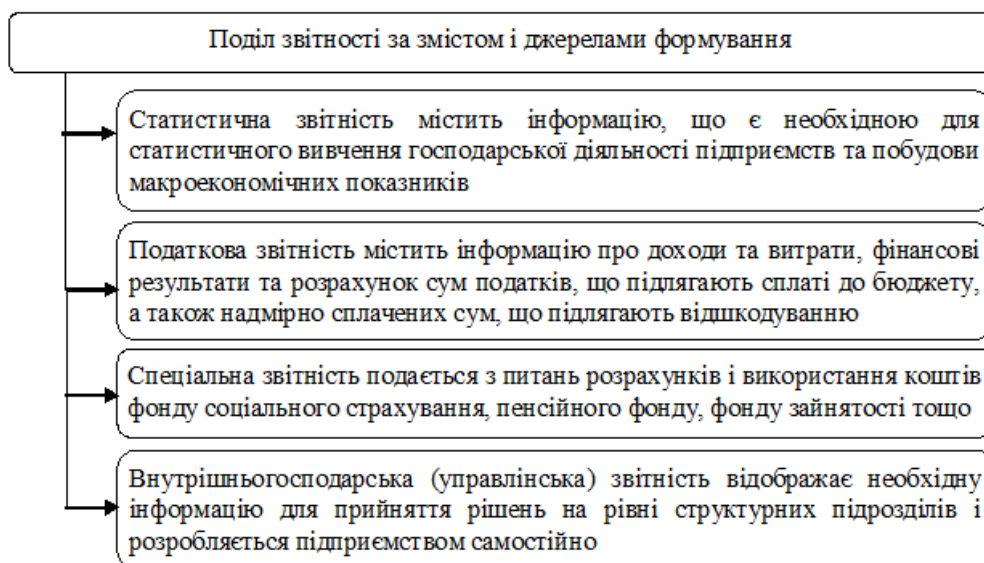 Поділ звітності за змістом і джерелами формування
Статистична звітність містить інформацію, що є необхідною для
статистичного вивчення господарської діяльності підприємств та побудови
макроекономічних показників
Податкова звітність містить інформацію про доходи та витрати, фінансові
результати та розрахунок сум податків, що підлягають сплаті до бюджету,
а також надмірно сплачених сум, що підлягають відшкодуванню
Спеціальна звітність подається з питань розрахунків і використання коштів
фонду соціального страхування, пенсійного фонду, фонду зайнятості тощо
Внутрішньогосподарська (управлінська) звітність відображає необхідну
інформацію для прийняття рішень на рівні структурних підрозділів і
розробляється підприємством самостійно